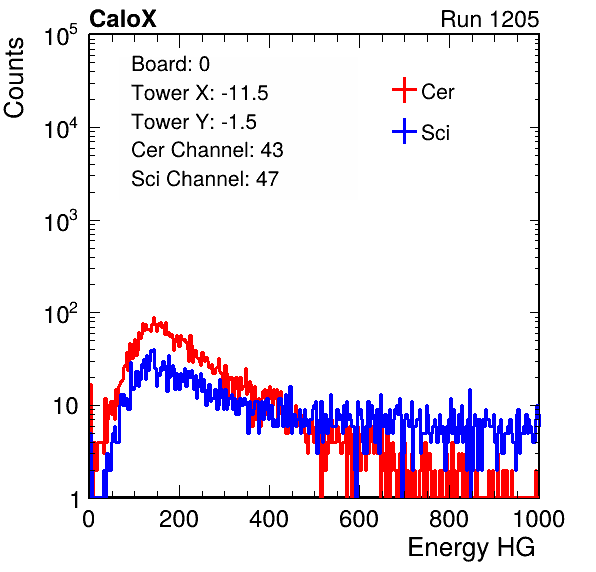 CaloX Run 1205
Counts
10^5
10^4
10^3
10^2
10
1
Board: 0
Tower X: -11.5
Tower Y: -1.5
Cer Channel: 43
Sci Channel: 47
Cer
Sci
0 200 400 600 800 1000
Energy HG